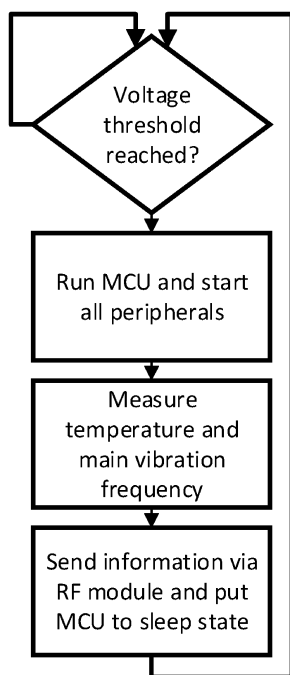 Voltage
threshold
reached?
Run MCU and start
all peripherals
Measure
temperature and
main vibration
frequency
Send information via
RF module and put
MCU to sleep state